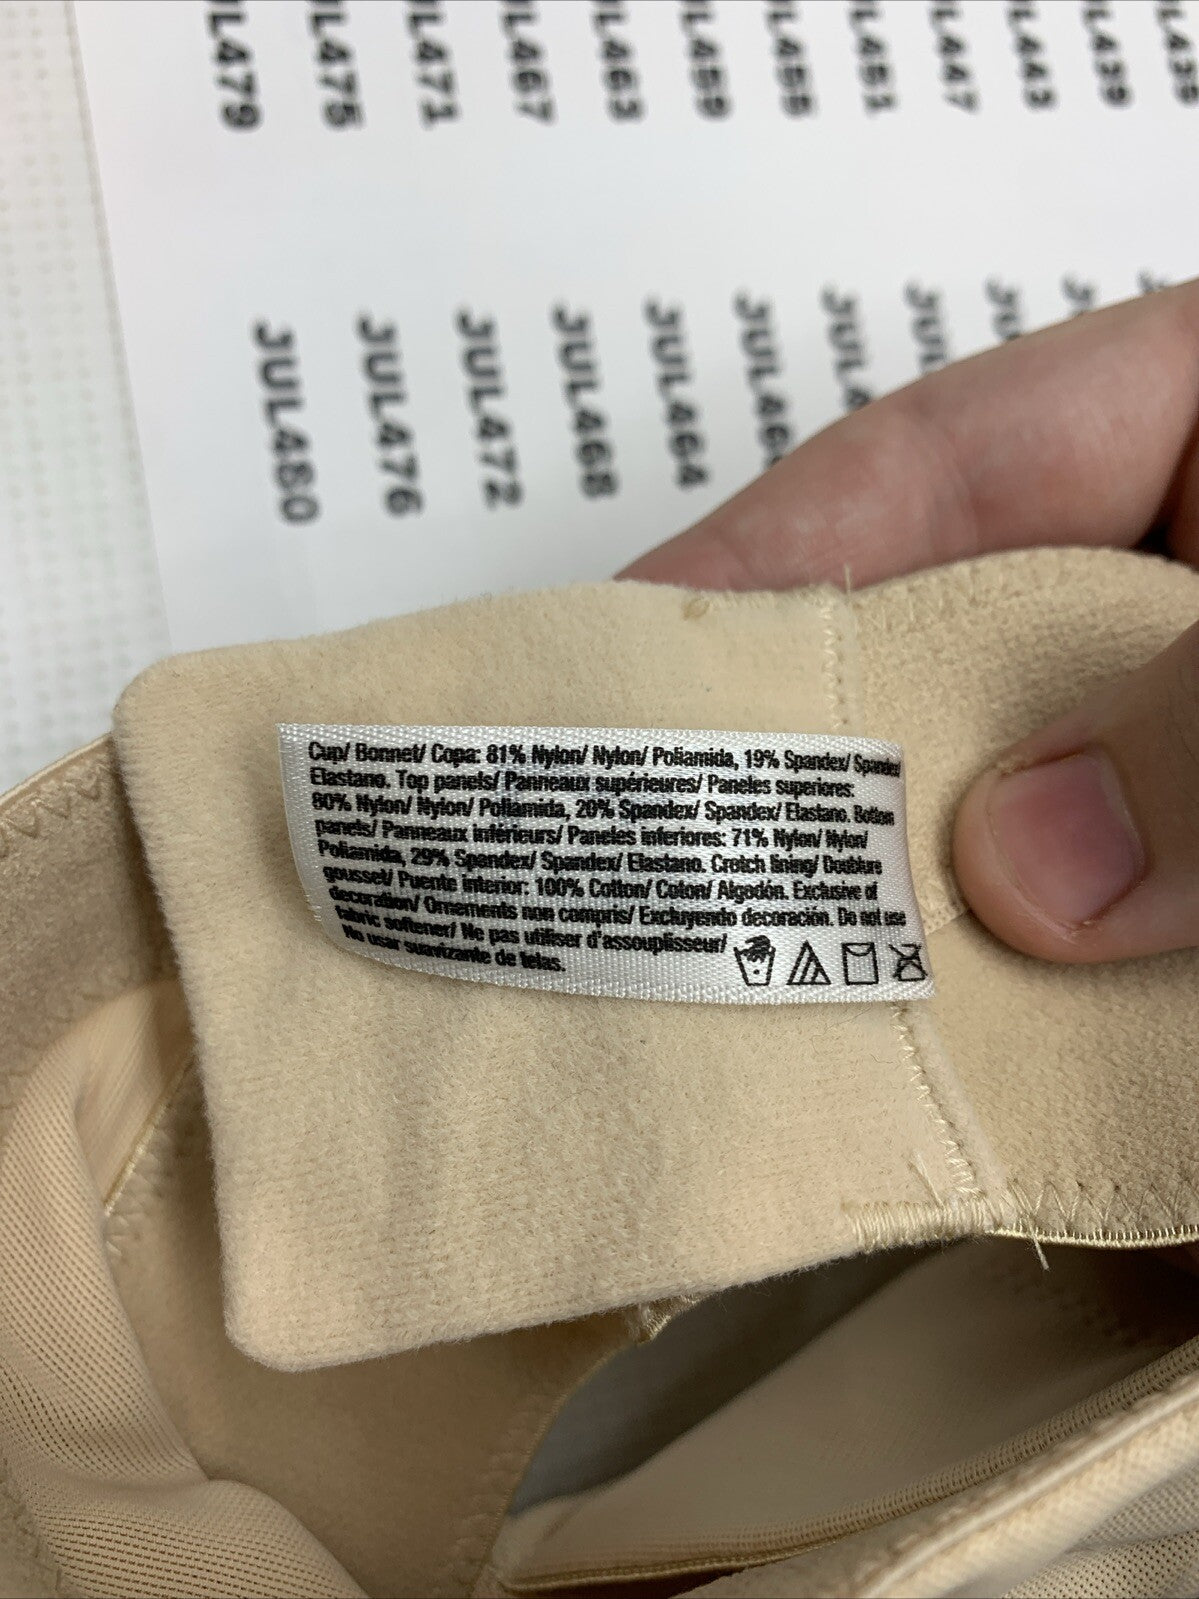 JUL479
JUL475
JUL471
JUL467
JUL463
JUL459
JUL455
JUL451
JUL447
JUL443
JUL439
JUL480
JUL476
JUL472
JUL468
JUL464
Cup/ Bonnet/ Copa: 81% Nylon/ Nylon/ Poliamida, 19% Spandex/ Spandex/
Elastano. Top panels/ Panneaux supérieures/ Paneles superiores:
80% Nylon/ Nylon/ Poliamida, 20% Spandex/ Spandex/ Elastano. Bottom
panels/ Panneaux inférieurs/ Paneles inferiores: 71% Nylon/ Nylon/
Poliamida, 29% Spandex/ Spandex/ Elastano. Crotch lining/ Doublure
gousset/ Puente interior: 100% Cotton/ Coton/ Algodón. Exclusive of
decoration/ Ornements non compris/ Excluyendo decoración. Do not use
fabric softener/ Ne pas utiliser d'assouplisseur/
No usar suavizante de telas.